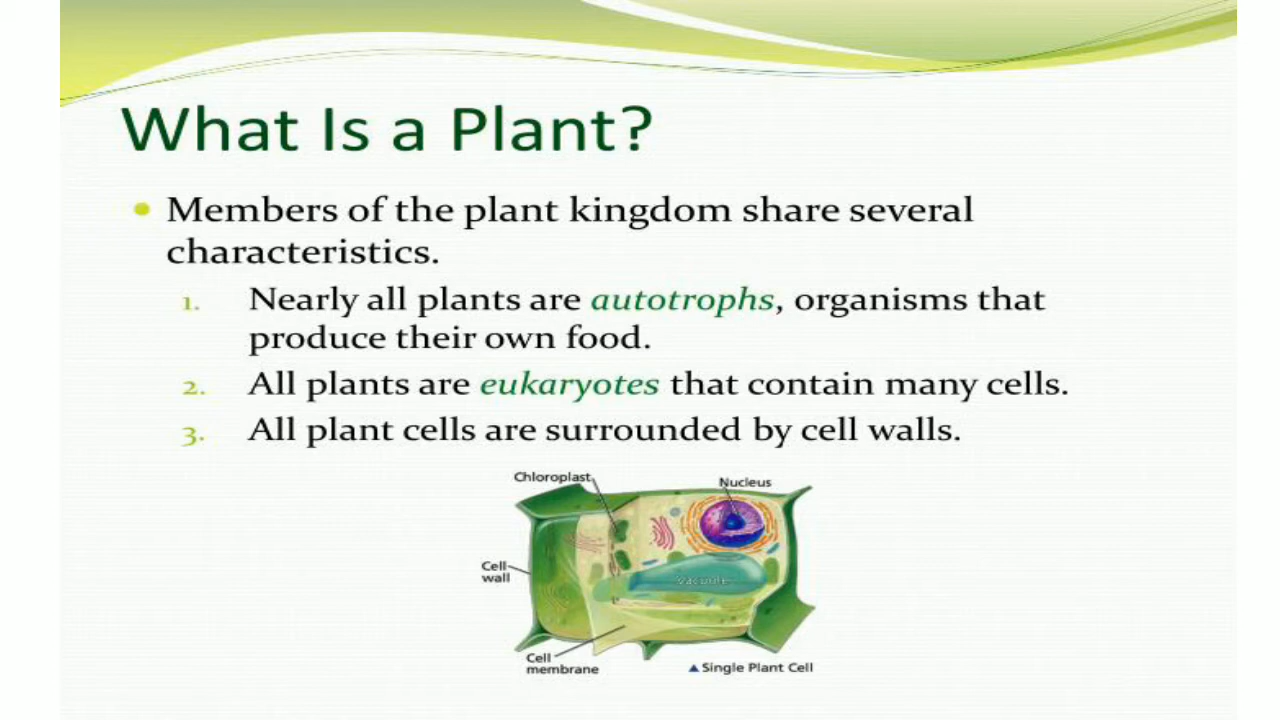 What Is a Plant?
• Members of the plant kingdom share several
characteristics.
1. Nearly all plants are autotrophs, organisms that
produce their own food.
2. All plants are eukaryotes that contain many cells.
3. All plant cells are surrounded by cell walls.
Chloroplast
Nucleus
Cell
wall
Vacuole
Cell
membrane
▲ Single Plant Cell